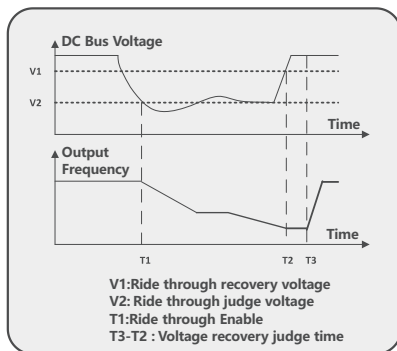 DC Bus Voltage
V1
V2
Time
Output
Frequency
Time
T1 T2 T3
V1:Ride through recovery voltage
V2: Ride through judge voltage
T1:Ride through Enable
T3-T2 : Voltage recovery judge time